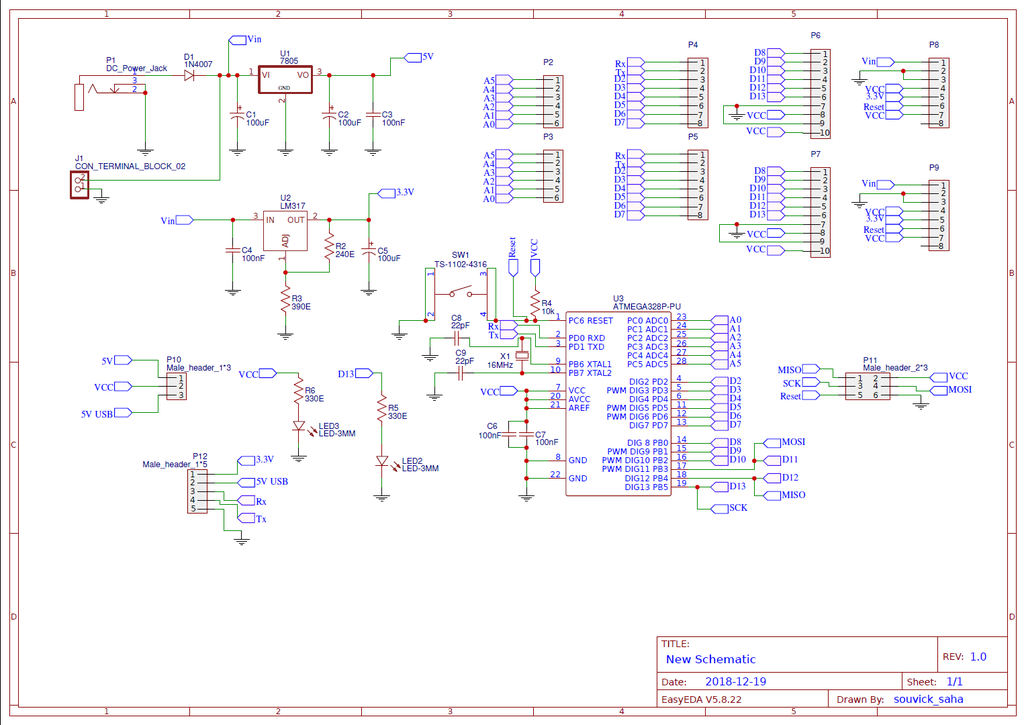 1 2 3 4 5
A
B
C
D
A
B
C
D
1 2 3 4 5
P1
DC_Power_Jack
1
3
2
D1
1N4007
Vin
U1
7805
1 VI VO 3
GND
2
5V
C1
100uF
C2
100uF
C3
100nF
J1
CON_TERMINAL_BLOCK_02
2
1
U2
LM317
Vin
3 IN OUT 2
ADJ
1
3.3V
C4
100nF
R2
240E
C5
100uF
R3
390E
P2
A5 1
A4 2
A3 3
A2 4
A1 5
A0 6
P3
A5 1
A4 2
A3 3
A2 4
A1 5
A0 6
P4
Rx 1
Tx 2
D2 3
D3 4
D4 5
D5 6
D6 7
D7 8
P5
Rx 1
Tx 2
D2 3
D3 4
D4 5
D5 6
D6 7
D7 8
P6
D8 1
D9 2
D10 3
D11 4
D12 5
D13 6
7
VCC 8
9
VCC 10
P7
D8 1
D9 2
D10 3
D11 4
D12 5
D13 6
7
VCC 8
9
VCC 10
P8
Vin 1
2
3
VCC 4
3.3V 5
Reset 6
VCC 7
8
P9
Vin 1
2
3
VCC 4
3.3V 5
Reset 6
VCC 7
8
SW1
TS-1102-4316
1 3
2 4
Reset
VCC
R4
10k
Rx
Tx
C8
22pF
C9
22pF
X1
16MHz
VCC
C6
100nF
C7
100nF
U3
ATMEGA328P-PU
1 PC6 RESET
2 PD0 RXD
3 PD1 TXD
9 PB6 XTAL1
10 PB7 XTAL2
7 VCC
20 AVCC
21 AREF
8 GND
22 GND
PC0 ADC0 23 A0
PC1 ADC1 24 A1
PC2 ADC2 25 A2
PC3 ADC3 26 A3
PC4 ADC4 27 A4
PC5 ADC5 28 A5
DIG2 PD2 4 D2
PWM DIG3 PD3 5 D3
DIG4 PD4 6 D4
PWM DIG5 PD5 11 D5
PWM DIG6 PD6 12 D6
DIG7 PD7 13 D7
DIG 8 PB0 14 D8
PWM DIG9 PB1 15 D9
PWM DIG10 PB2 16 D10
PWM DIG11 PB3 17
DIG12 PB4 18 D12
DIG13 PB5 19 D13
MOSI
D11
MISO
SCK
P10
Male_header_1*3
5V 1
VCC 2
5V USB 3
VCC
R6
330E
LED3
LED-3MM
D13
R5
330E
LED2
LED-3MM
P12
Male_header_1*5
1 3.3V
2 5V USB
3 Rx
4 Tx
5
P11
Male_header_2*3
MISO 1 2 VCC
SCK 3 4 MOSI
Reset 5 6
TITLE:
New Schematic
REV: 1.0
Date: 2018-12-19
Sheet: 1/1
EasyEDA V5.8.22
Drawn By: souvick_saha